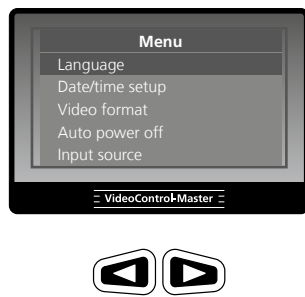 Menu
Language
Date/time setup
Video format
Auto power off
Input source
VideoControl-Master